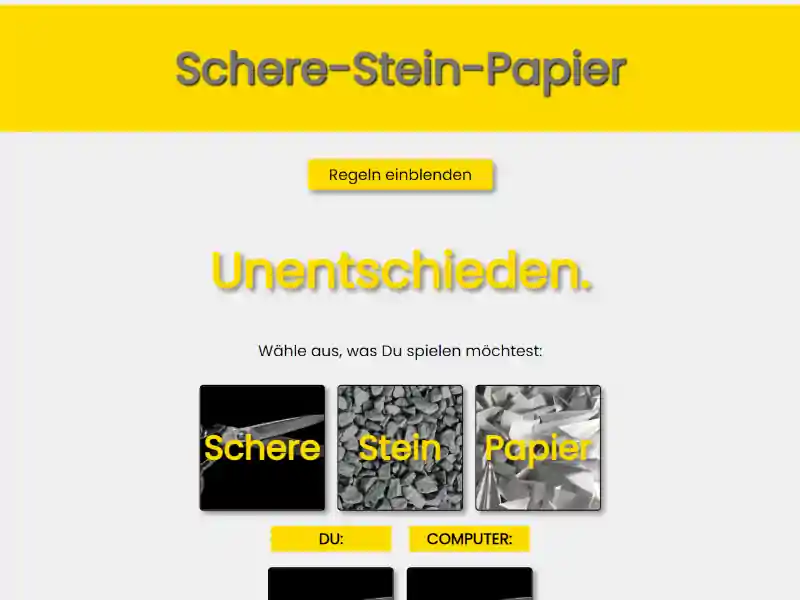 Schere-Stein-Papier
Regeln einblenden
Unentschieden.
Wähle aus, was Du spielen möchtest:
Schere Stein Papier
DU: COMPUTER: